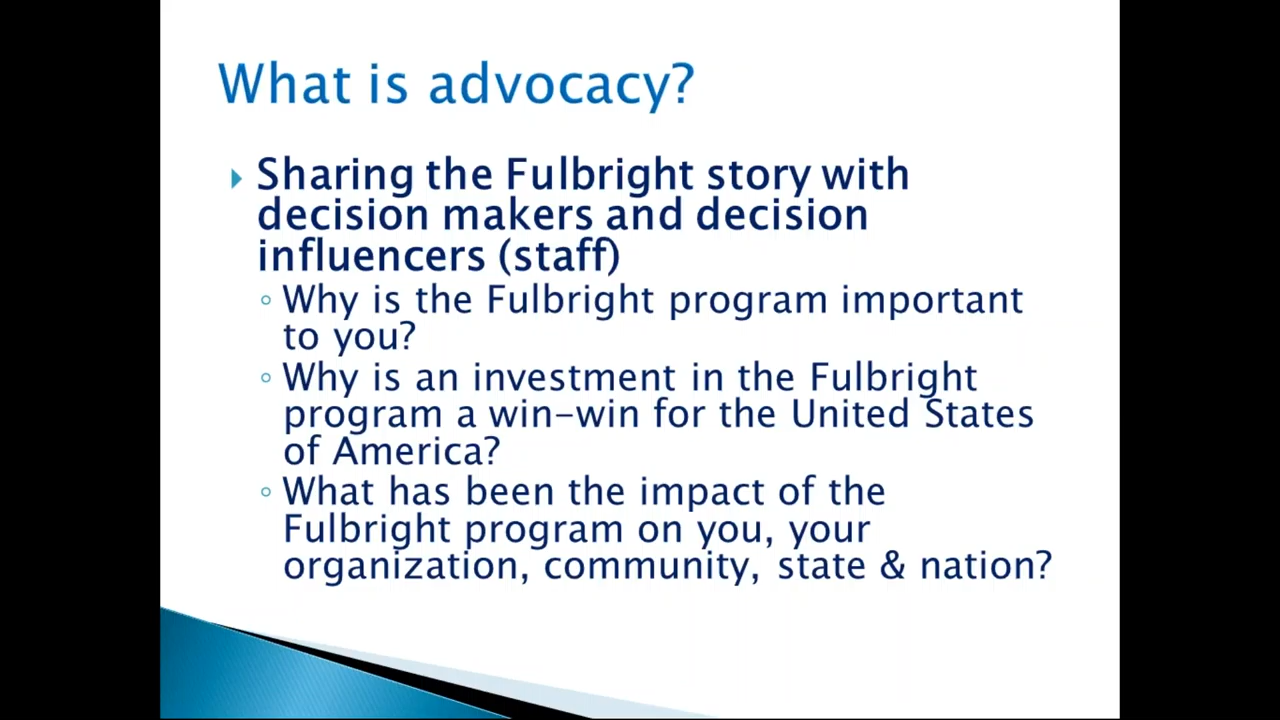 What is advocacy?
Sharing the Fulbright story with
decision makers and decision
influencers (staff)
Why is the Fulbright program important
to you?
Why is an investment in the Fulbright
program a win-win for the United States
of America?
What has been the impact of the
Fulbright program on you, your
organization, community, state & nation?